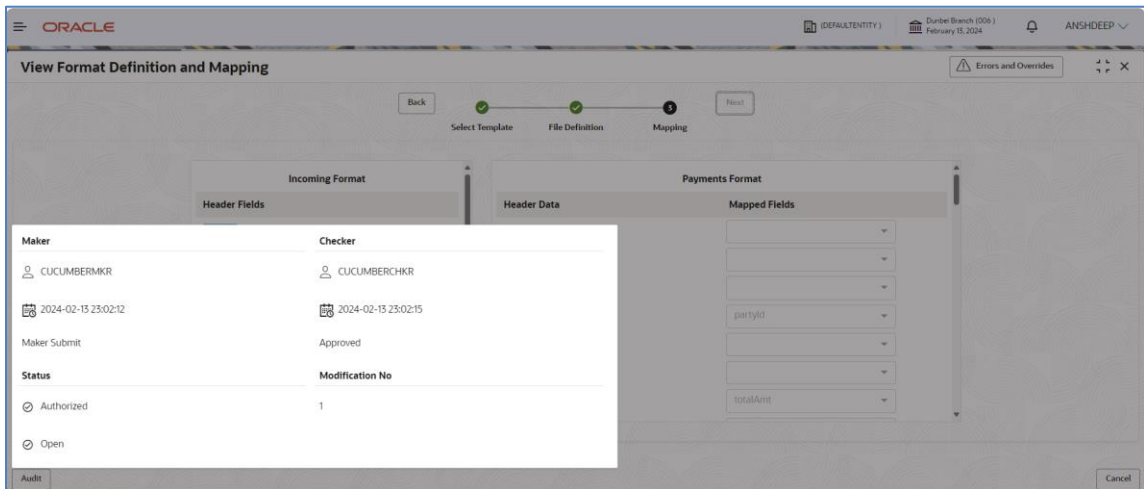 ORACLE
(DEFAULTENTITY)
Dunbei Branch (006)
February 13, 2024
ANSHDEEP
View Format Definition and Mapping
Errors and Overrides
Back
3
Next
Select Template
File Definition
Mapping
Incoming Format
Payments Format
Header Fields
Header Data
Mapped Fields
Maker
Checker
CUCUMBERMKR
CUCUMBERCHKR
2024-02-13 23:02:12
2024-02-13 23:02:15
partyId
Maker Submit
Approved
Status
Modification No
Authorized
1
totalAmt
Open
Audit
Cancel